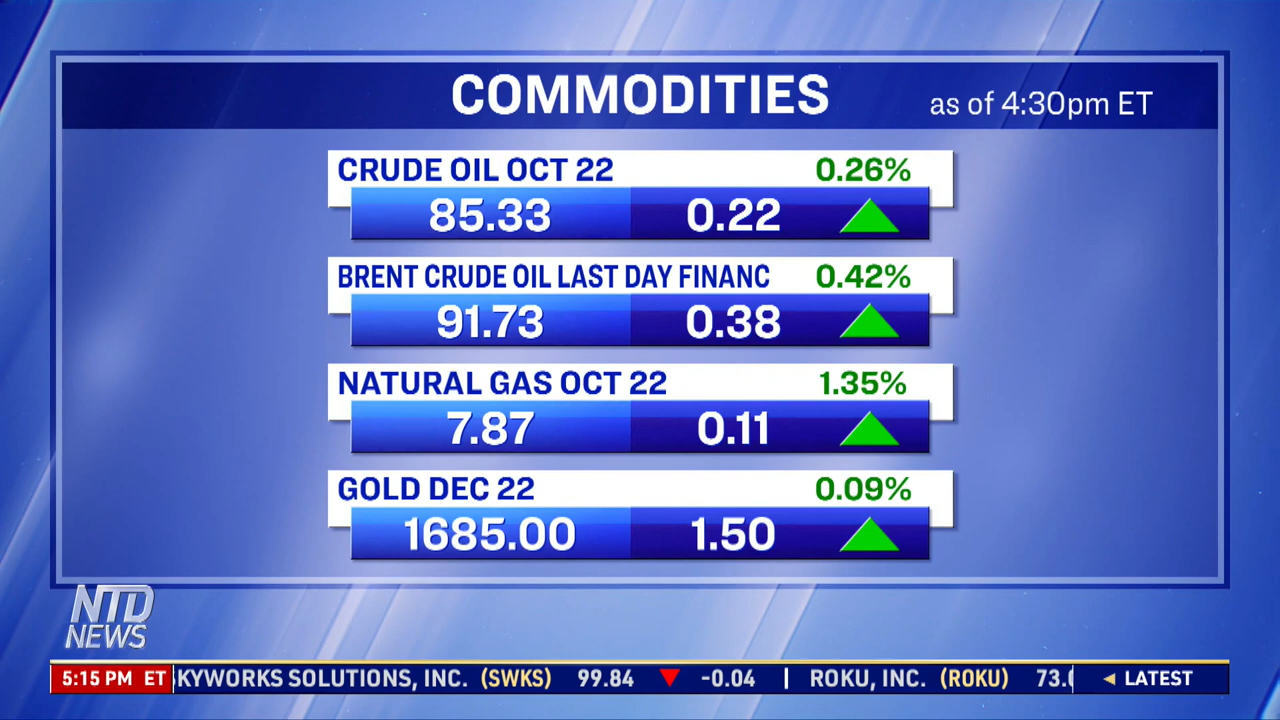 COMMODITIES as of 4:30pm ET
CRUDE OIL OCT 22 0.26%
85.33 0.22
BRENT CRUDE OIL LAST DAY FINANC 0.42%
91.73 0.38
NATURAL GAS OCT 22 1.35%
7.87 0.11
GOLD DEC 22 0.09%
1685.00 1.50
NTD
NEWS
5:15 PM ET KYWORKS SOLUTIONS, INC. (SWKS) 99.84 ▼ -0.04 | ROKU, INC. (ROKU) 73. ◄ LATEST